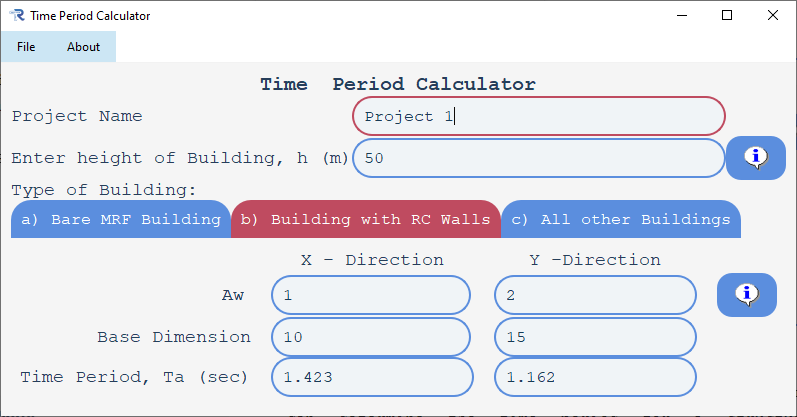 Time Period Calculator
File About
Time Period Calculator
Project Name Project 1
Enter height of Building, h (m) 50
Type of Building:
a) Bare MRF Building b) Building with RC Walls c) All other Buildings
X - Direction Y -Direction
Aw 1 2
Base Dimension 10 15
Time Period, Ta (sec) 1.423 1.162